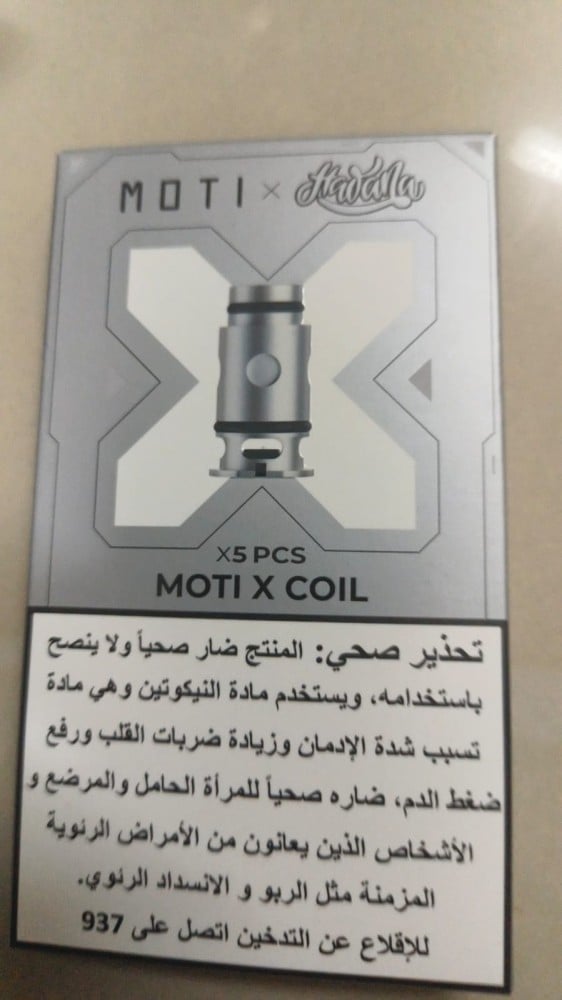 MOTI × Havana
X5 PCS
MOTI X COIL
تحذير صحي: المنتج ضار صحياً ولا ينصح
باستخدامه، ويستخدم مادة النيكوتين وهي مادة
تسبب شدة الإدمان وزيادة ضربات القلب ورفع
ضغط الدم، ضاره صحياً للمرأة الحامل والمرضع و
الأشخاص الذين يعانون من الأمراض الرئوية
المزمنة مثل الربو و الانسداد الرئوي.
للإقلاع عن التدخين اتصل على 937